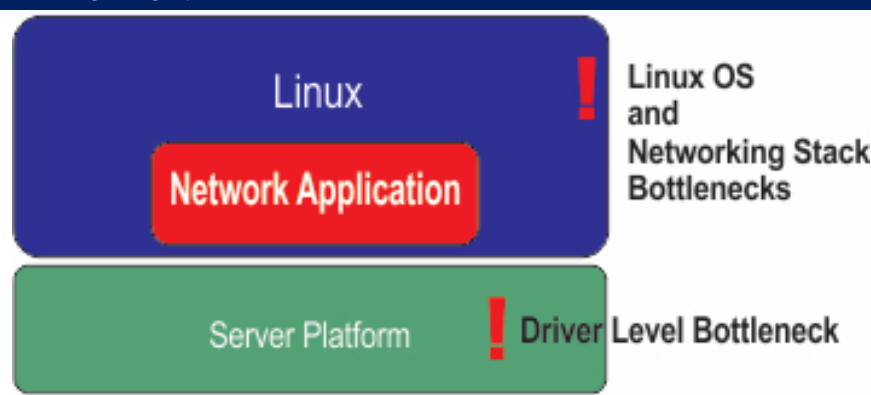 Linux
Network Application
Linux OS
and
Networking Stack
Bottlenecks
Server Platform
Driver Level Bottleneck